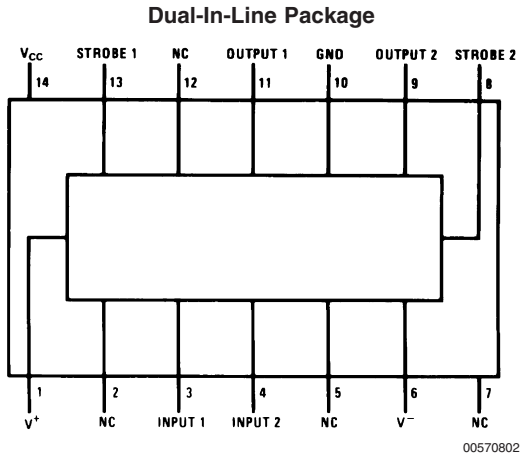 Dual-In-Line Package
VCC STROBE 1 NC OUTPUT 1 GND OUTPUT 2 STROBE 2
14 13 12 11 10 9 8
1 2 3 4 5 6 7
V+ NC INPUT 1 INPUT 2 NC V− NC
00570802